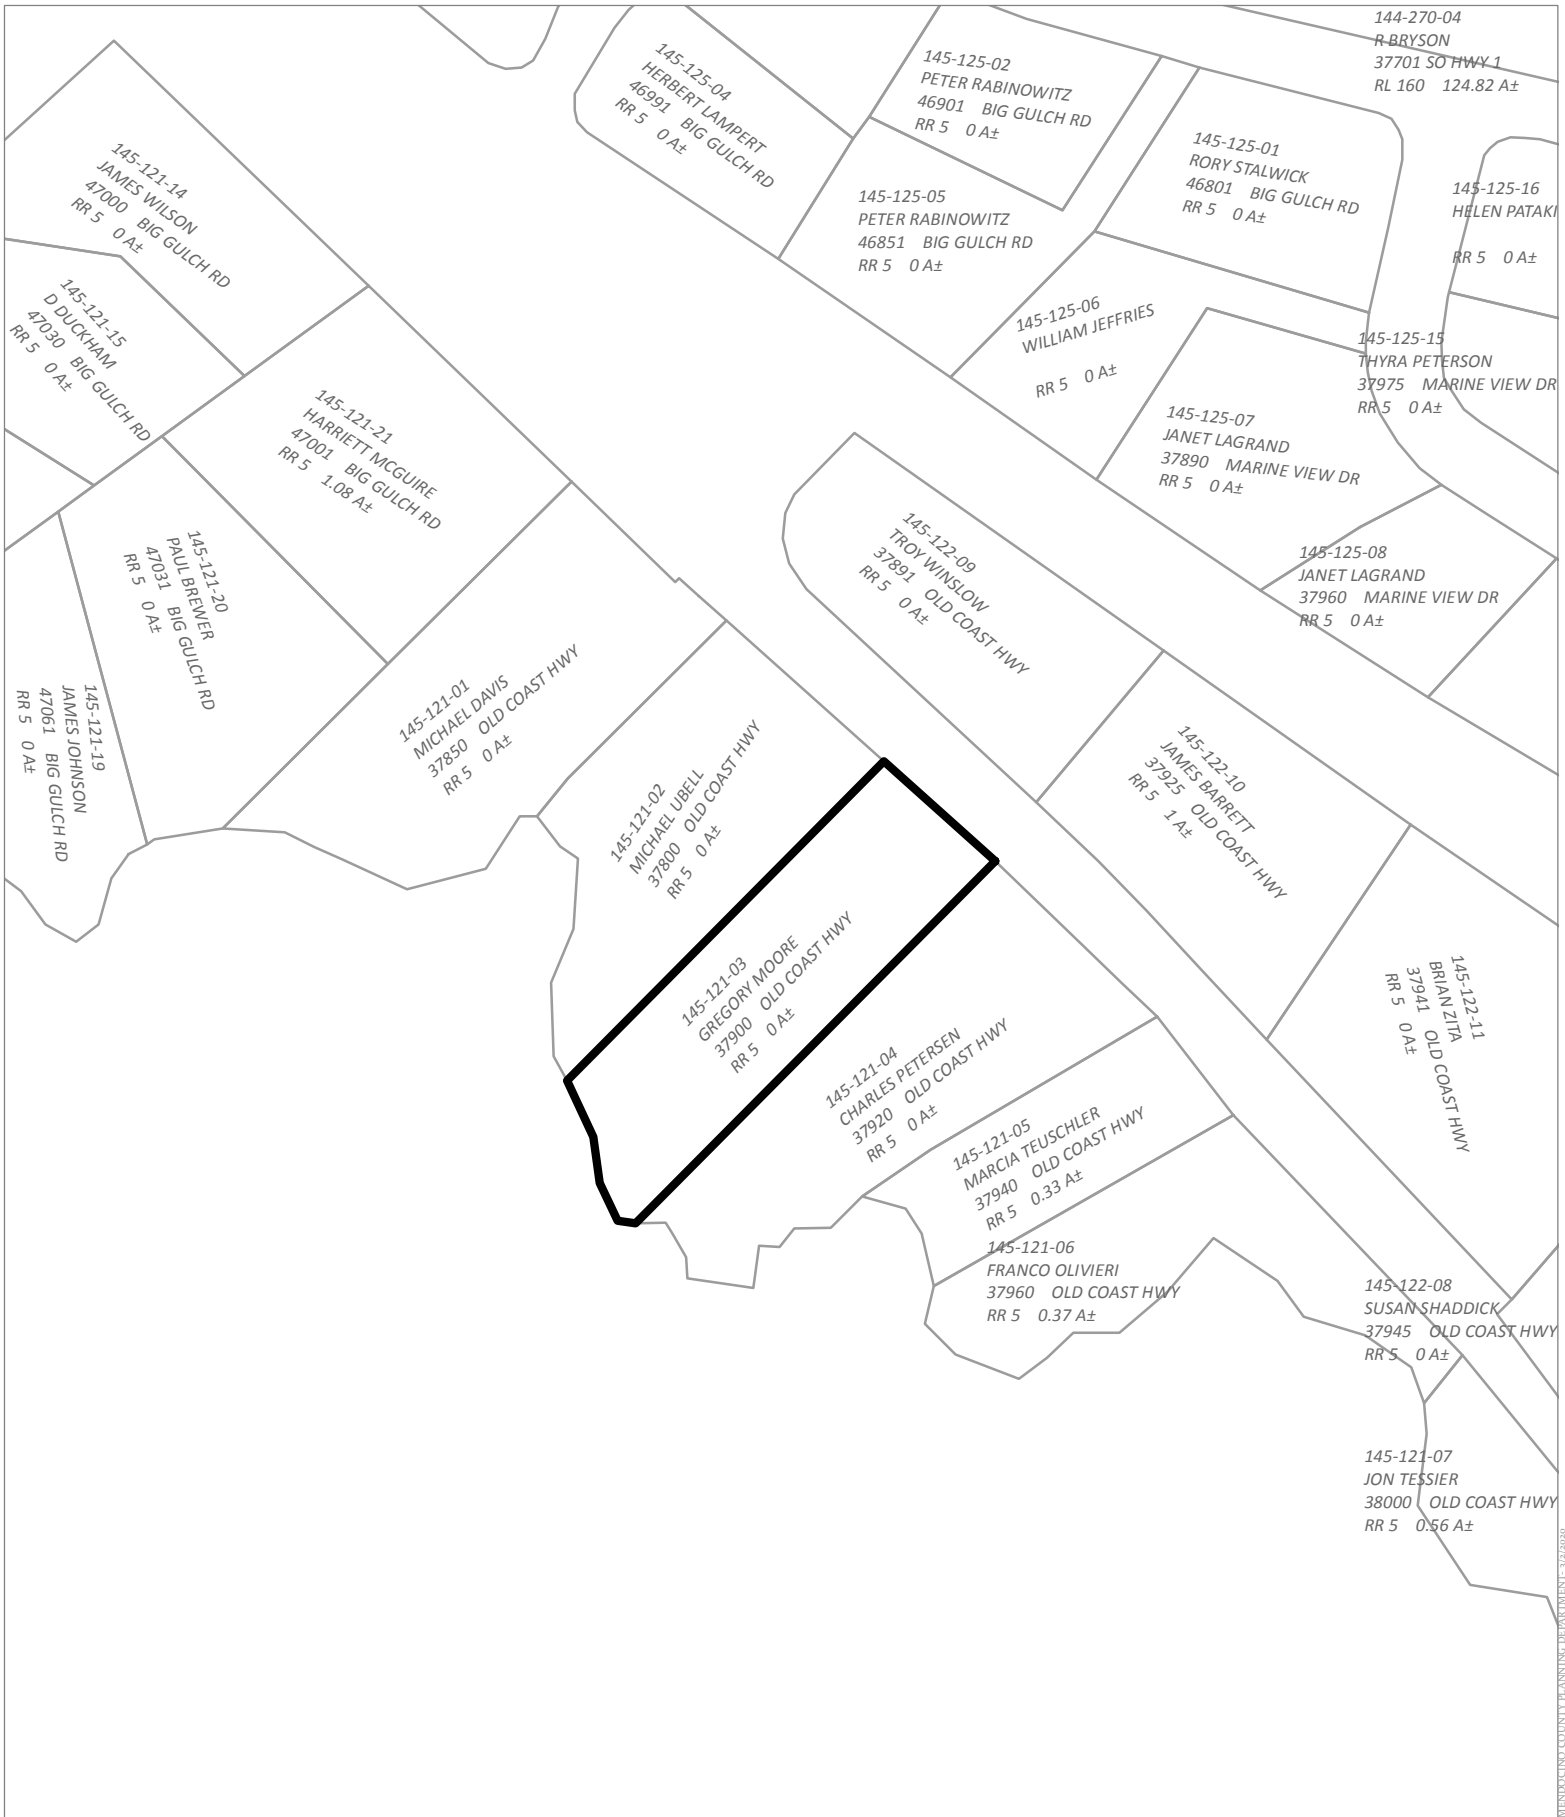 144-270-04
R BRYSON
37701 SO HWY 1
RL 160 124.82 A±
145-125-04
HERBERT LAMPERT
46991 BIG GULCH RD
RR 5 0 A±
145-125-02
PETER RABINOWITZ
46901 BIG GULCH RD
RR 5 0 A±
145-125-01
RORY STALWICK
46801 BIG GULCH RD
RR 5 0 A±
145-125-16
HELEN PATAKI
RR 5 0 A±
145-121-14
JAMES WILSON
47000 BIG GULCH RD
RR 5 0 A±
145-125-05
PETER RABINOWITZ
46851 BIG GULCH RD
RR 5 0 A±
145-121-15
D DUCKHAM
47030 BIG GULCH RD
RR 5 0 A±
145-125-06
WILLIAM JEFFRIES
RR 5 0 A±
145-125-15
THYRA PETERSON
37975 MARINE VIEW DR
RR 5 0 A±
145-121-21
HARRIETT MCGUIRE
47001 BIG GULCH RD
RR 5 1.08 A±
145-125-07
JANET LAGRAND
37890 MARINE VIEW DR
RR 5 0 A±
145-121-20
PAUL BREWER
47031 BIG GULCH RD
RR 5 0 A±
145-122-09
TROY WINSLOW
37891 OLD COAST HWY
RR 5 0 A±
145-125-08
JANET LAGRAND
37960 MARINE VIEW DR
RR 5 0 A±
145-121-19
JAMES JOHNSON
47061 BIG GULCH RD
RR 5 0 A±
145-121-01
MICHAEL DAVIS
37850 OLD COAST HWY
RR 5 0 A±
145-121-02
MICHAEL UBELL
37800 OLD COAST HWY
RR 5 0 A±
145-122-10
JAMES BARRETT
37925 OLD COAST HWY
RR 5 1 A±
145-121-03
GREGORY MOORE
37900 OLD COAST HWY
RR 5 0 A±
145-122-11
BRIAN ZITA
37941 OLD COAST HWY
RR 5 0 A±
145-121-04
CHARLES PETERSEN
37920 OLD COAST HWY
RR 5 0 A±
145-121-05
MARCIA TEUSCHLER
37940 OLD COAST HWY
RR 5 0.33 A±
145-121-06
FRANCO OLIVIERI
37960 OLD COAST HWY
RR 5 0.37 A±
145-122-08
SUSAN SHADDICK
37945 OLD COAST HWY
RR 5 0 A±
145-121-07
JON TESSIER
38000 OLD COAST HWY
RR 5 0.56 A±
MENDOCINO COUNTY PLANNING DEPARTMENT- 3/2/2020